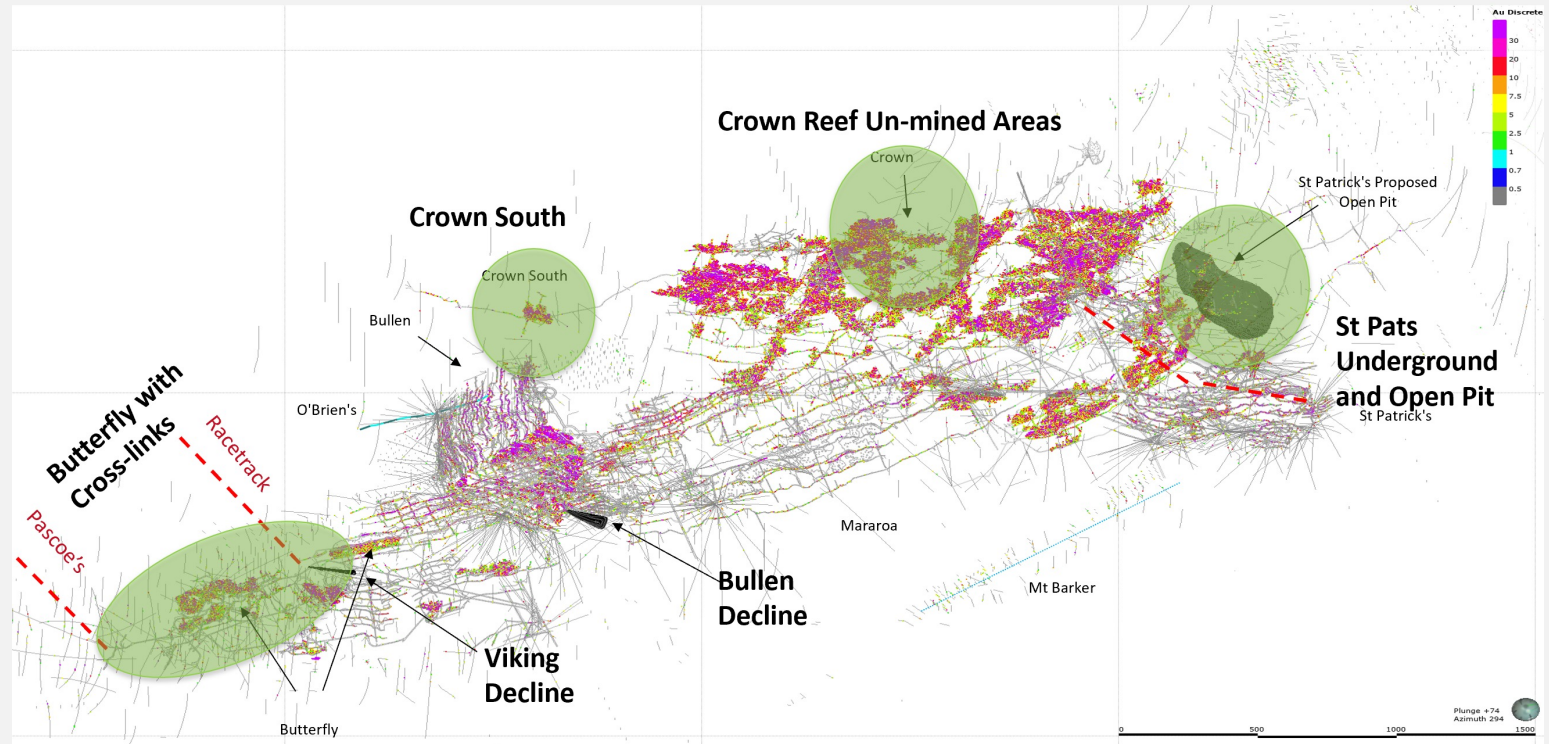 Au Discrete
30
20
10
7.5
5
2.5
1
0.7
0.5
Crown Reef Un-mined Areas
Crown
St Patrick's Proposed
Open Pit
Crown South
Crown South
Bullen
St Pats
Underground
and Open Pit
St Patrick's
O'Brien's
Butterfly with
Cross-links
Racetrack
Pascoe's
Mararoa
Bullen
Decline
Mt Barker
Viking
Decline
Butterfly
Plunge +74
Azimuth 294
0 500 1000 1500